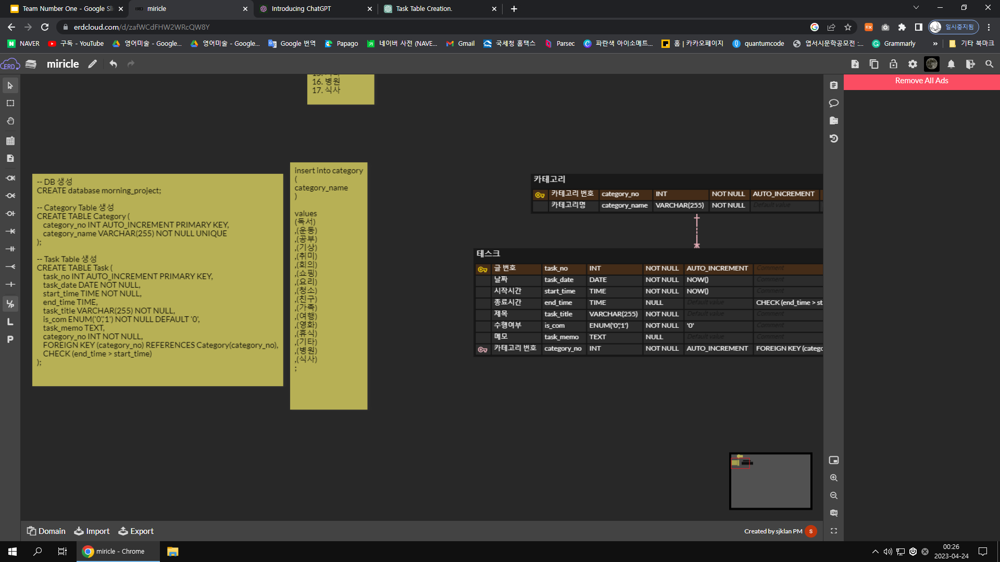 Team Number One - Google Sli
miricle
Introducing ChatGPT
Task Table Creation.
erdcloud.com/d/zafWCdFHW2WRcQW8Y
일시중지됨
NAVER
구독 - YouTube
영어미술 - Google...
영어미술 - Google...
Google 번역
Papago
네이버 사전 (NAVE...
Gmail
국세청 홈택스
Parsec
파란색 아이소메트...
홈 | 카카오페이지
quantumcode
엽서시문학공모전 :...
Grammarly
»
기타 북마크
ERD
miricle
Remove All Ads
16. 병원
17. 식사
-- DB 생성
CREATE database morning_project;
-- Category Table 생성
CREATE TABLE Category (
category_no INT AUTO_INCREMENT PRIMARY KEY,
category_name VARCHAR(255) NOT NULL UNIQUE
);
-- Task Table 생성
CREATE TABLE Task (
task_no INT AUTO_INCREMENT PRIMARY KEY,
task_date DATE NOT NULL,
start_time TIME NOT NULL,
end_time TIME,
task_title VARCHAR(255) NOT NULL,
is_com ENUM('0','1') NOT NULL DEFAULT '0',
task_memo TEXT,
category_no INT NOT NULL,
FOREIGN KEY (category_no) REFERENCES Category(category_no),
CHECK (end_time > start_time)
);
insert into category
(
category_name
)
values
(독서)
,(운동)
,(공부)
,(기상)
,(취미)
,(회의)
,(쇼핑)
,(요리)
,(청소)
,(친구)
,(가족)
,(여행)
,(영화)
,(휴식)
,(기타)
,(병원)
,(식사)
;
카테고리
카테고리 번호 category_no INT NOT NULL AUTO_INCREMENT
카테고리명 category_name VARCHAR(255) NOT NULL Default value
테스크
글 번호 task_no INT NOT NULL AUTO_INCREMENT Comment
날짜 task_date DATE NOT NULL NOW() Comment
시작시간 start_time TIME NOT NULL NOW() Comment
종료시간 end_time TIME NULL Default value CHECK (end_time > st
제목 task_title VARCHAR(255) NOT NULL Default value Comment
수행여부 is_com ENUM('0','1') NOT NULL '0' Comment
메모 task_memo TEXT NULL Default value Comment
카테고리 번호 category_no INT NOT NULL AUTO_INCREMENT FOREIGN KEY (catego
L
P
Domain
Import
Export
Created by sjklan PM
S
miricle - Chrome
00:26
2023-04-24